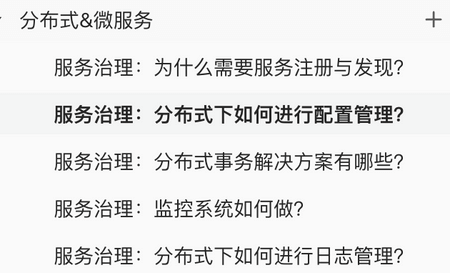 分布式&微服务
服务治理：为什么需要服务注册与发现?
服务治理：分布式下如何进行配置管理?
服务治理：分布式事务解决方案有哪些?
服务治理：监控系统如何做?
服务治理：分布式下如何进行日志管理?